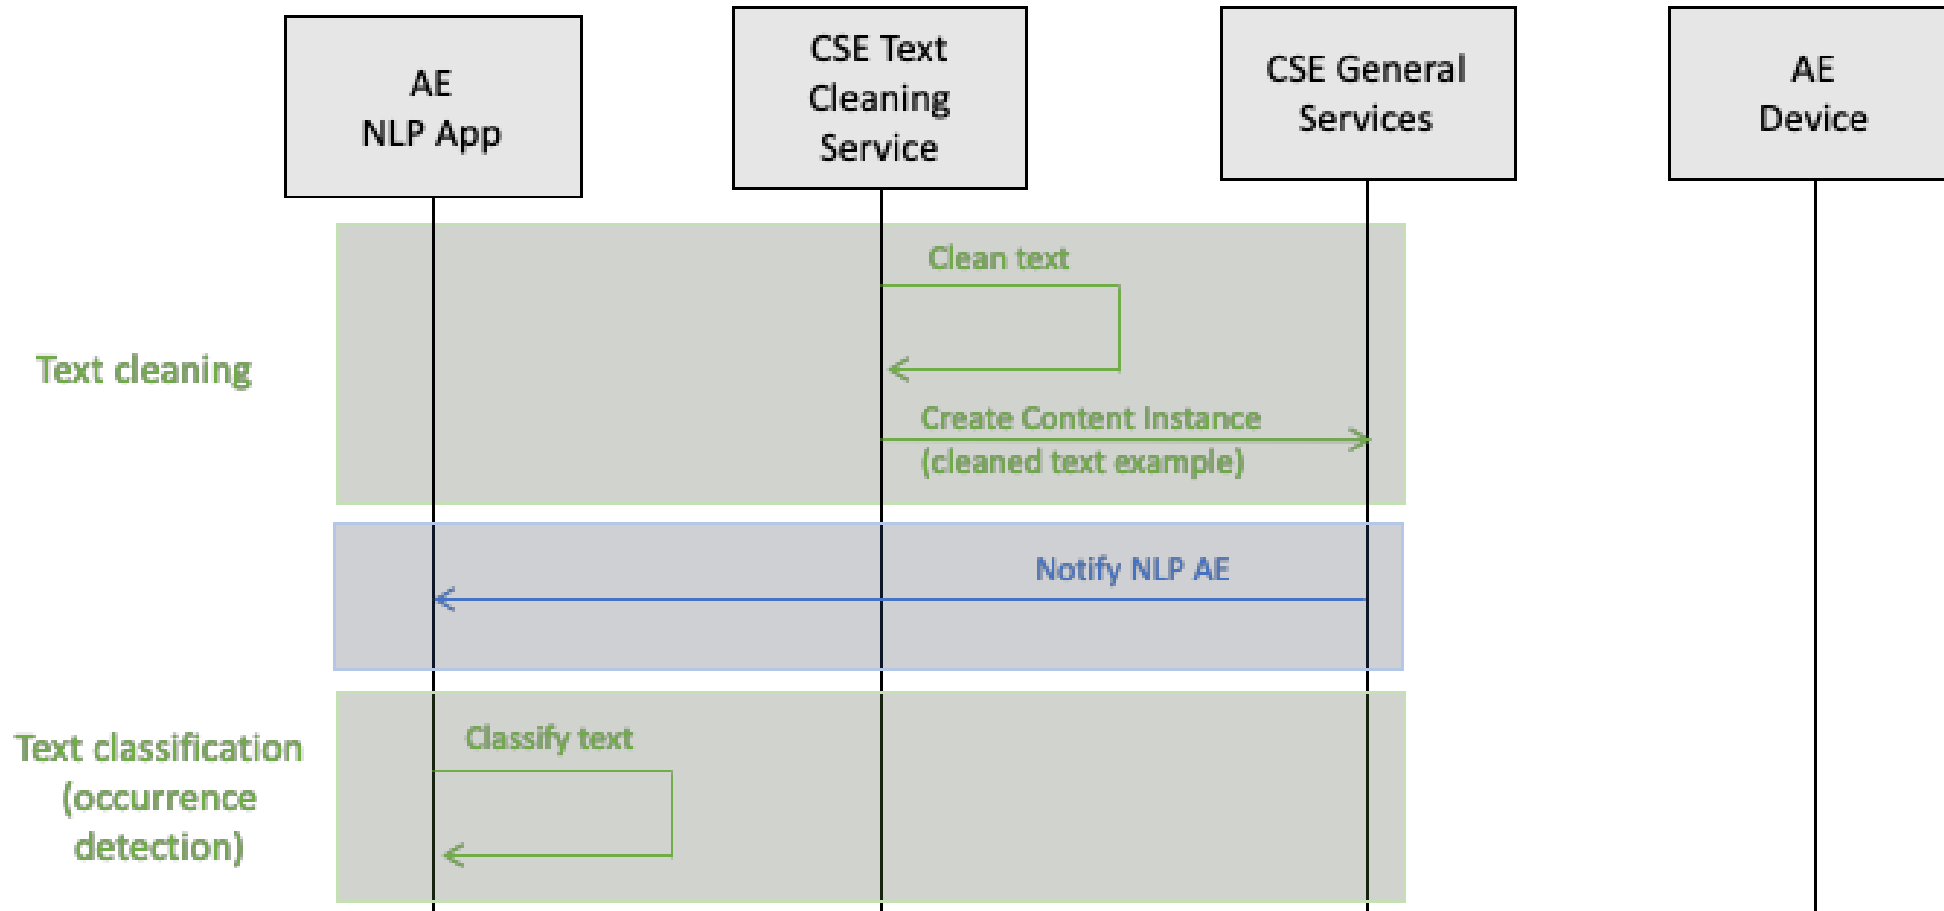 AE
NLP App
CSE Text
Cleaning
Service
CSE General
Services
AE
Device
Clean text
Text cleaning
Create Content Instance
(cleaned text example)
Notify NLP AE
Classify text
Text classification
(occurrence
detection)